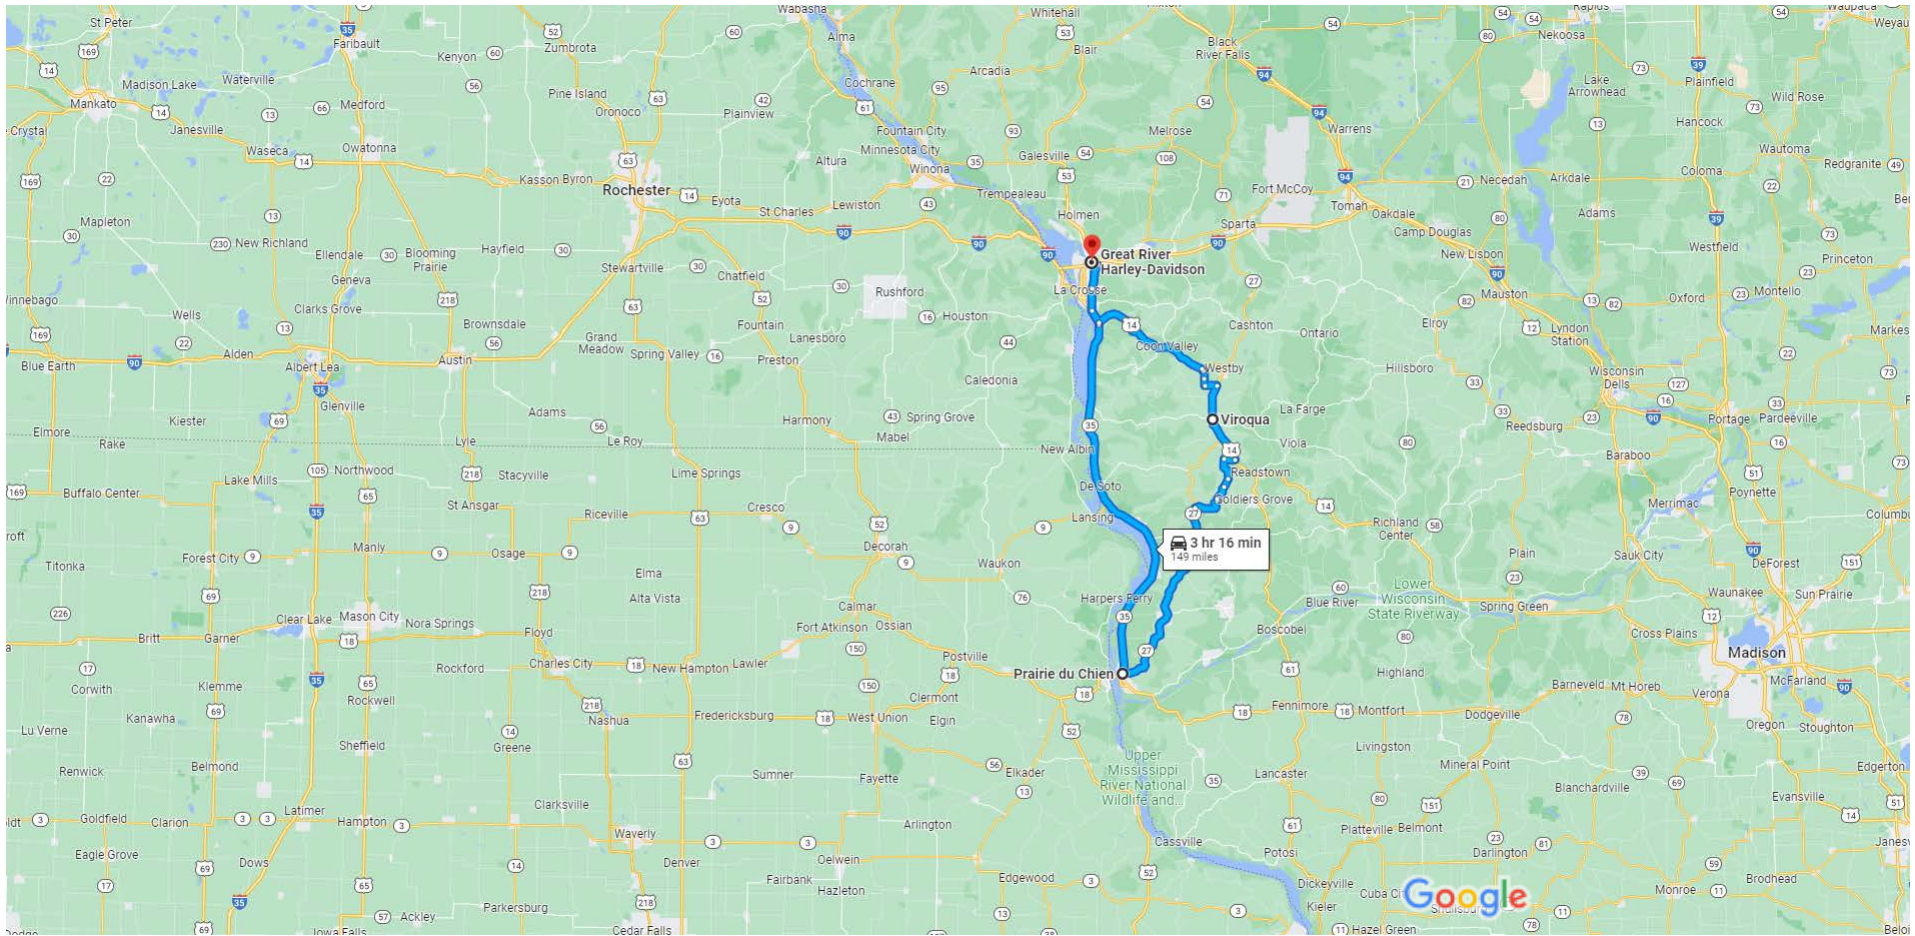 St Peter
Faribault
Kenyon
Zumbrota
Wabasha
Alma
Whitehall
Blair
Black
River Falls
Nekoosa
Waupaca
Madison Lake
Waterville
Mankato
Janesville
Waseca
Medford
Owatonna
Pine Island
Oronoco
Plainview
Cochrane
Arcadia
Fountain City
Minnesota City
Altura
Winona
Galesville
Melrose
Trempealeau
Holmen
Warrens
Fort McCoy
Tomah
Oakdale
Sparta
Camp Douglas
New Lisbon
Mauston
Necedah
Arkdale
Adams
Lake
Arrowhead
Plainfield
Wild Rose
Hancock
Wautoma
Redgranite
Coloma
Westfield
Princeton
Montello
Oxford
Kasson
Byron
Rochester
Eyota
St Charles
Lewiston
Stewartville
Chatfield
Rushford
Houston
Great River
Harley-Davidson
La Crosse
Mapleton
New Richland
Ellendale
Blooming
Prairie
Hayfield
Geneva
Clarks Grove
Wells
Alden
Blue Earth
Albert Lea
Austin
Brownsdale
Grand
Meadow
Spring Valley
Fountain
Preston
Lanesboro
Caledonia
Coon Valley
Westby
Cashton
Ontario
Elroy
Hillsboro
Lyndon
Station
Wisconsin
Dells
Portage
Pardeeville
Glenville
Kiester
Elmore
Rake
Adams
Lyle
Le Roy
Harmony
Spring Grove
Mabel
New Albin
Viroqua
La Farge
Viola
Readstown
Soldiers Grove
Reedsburg
Baraboo
Merrimac
Poynette
Buffalo Center
Lake Mills
Northwood
Stacyville
St Ansgar
Lime Springs
Riceville
Cresco
Decorah
De Soto
Lansing
Richland
Center
Sauk City
DeForest
Forest City
Titonka
Manly
Osage
Elma
Alta Vista
Waukon
3 hr 16 min
149 miles
Plain
Harpers Ferry
Blue River
Lower
Wisconsin
State Riverway
Spring Green
Waunakee
Sun Prairie
Cross Plains
Madison
McFarland
Britt
Garner
Clear Lake
Mason City
Nora Springs
Floyd
Charles City
Rockford
New Hampton
Lawler
Calmar
Fort Atkinson
Ossian
Postville
Boscobel
Prairie du Chien
Highland
Barneveld
Mt Horeb
Verona
Corwith
Klemme
Kanawha
Lu Verne
Rockwell
Sheffield
Belmond
Renwick
Nashua
Greene
Fredericksburg
West Union
Clermont
Elgin
Fennimore
Montfort
Dodgeville
Oregon
Stoughton
Livingston
Mineral Point
Edgerton
Upper
Mississippi
River National
Wildlife and...
Elkader
Lancaster
Blanchardville
Evansville
Sumner
Fayette
Clarksville
Latimer
Hampton
Goldfield
Clarion
Eagle Grove
Dows
Waverly
Denver
Arlington
Oelwein
Cassville
Platteville
Belmont
Potosi
Darlington
Monroe
Brodhead
Fairbank
Hazleton
Edgewood
Dickeyville
Kieler
Google
Ackley
Parkersburg
Iowa Falls
Cedar Falls
Hazel Green